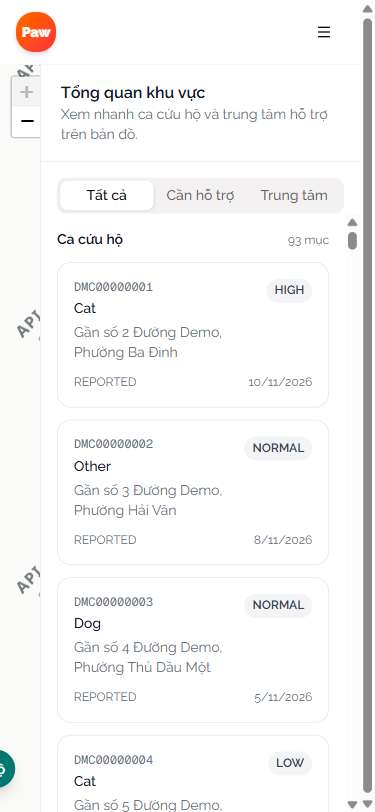 Paw
API
Tổng quan khu vực
Xem nhanh ca cứu hộ và trung tâm hỗ trợ
trên bản đồ.
Tất cả
Cần hỗ trợ
Trung tâm
Ca cứu hộ
93 mục
DMC00000001
HIGH
Cat
Gần số 2 Đường Demo,
Phường Ba Đình
REPORTED
10/11/2026
DMC00000002
NORMAL
Other
Gần số 3 Đường Demo,
Phường Hải Vân
REPORTED
8/11/2026
API
DMC00000003
NORMAL
Dog
Gần số 4 Đường Demo,
Phường Thủ Dầu Một
REPORTED
5/11/2026
API
DMC00000004
LOW
Cat
Gần số 5 Đường Demo,